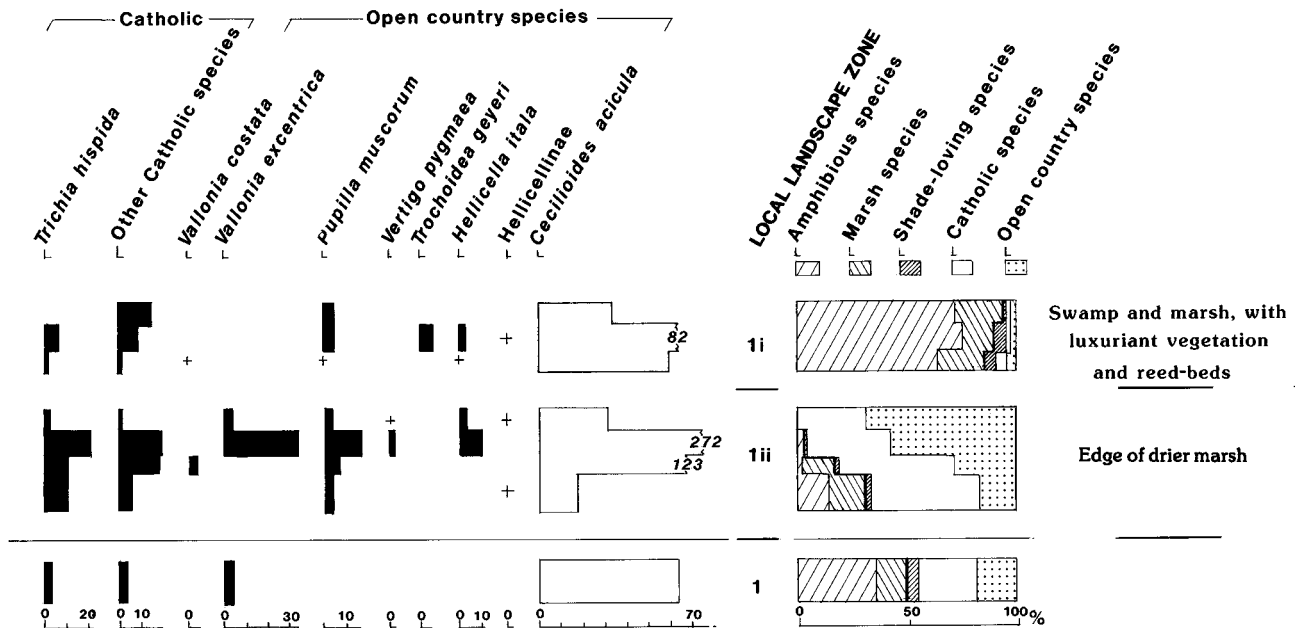 Catholic
Open country species
Trichia hispida
Other Catholic species
Vallonia costata
Vallonia excentrica
Pupilla muscorum
Vertigo pygmaea
Trochoidea geyeri
Hellicella itala
Hellicellinae
Cecilioides acicula
LOCAL LANDSCAPE ZONE
Amphibious species
Marsh species
Shade-loving species
Catholic species
Open country species
+ + + +
82
1i
Swamp and marsh, with
luxuriant vegetation
and reed-beds
+ + +
272
123
1ii
Edge of drier marsh
1
0 20 0 10 0 0 30 10 0 0 0 10 0 0 70
0 50 100 %